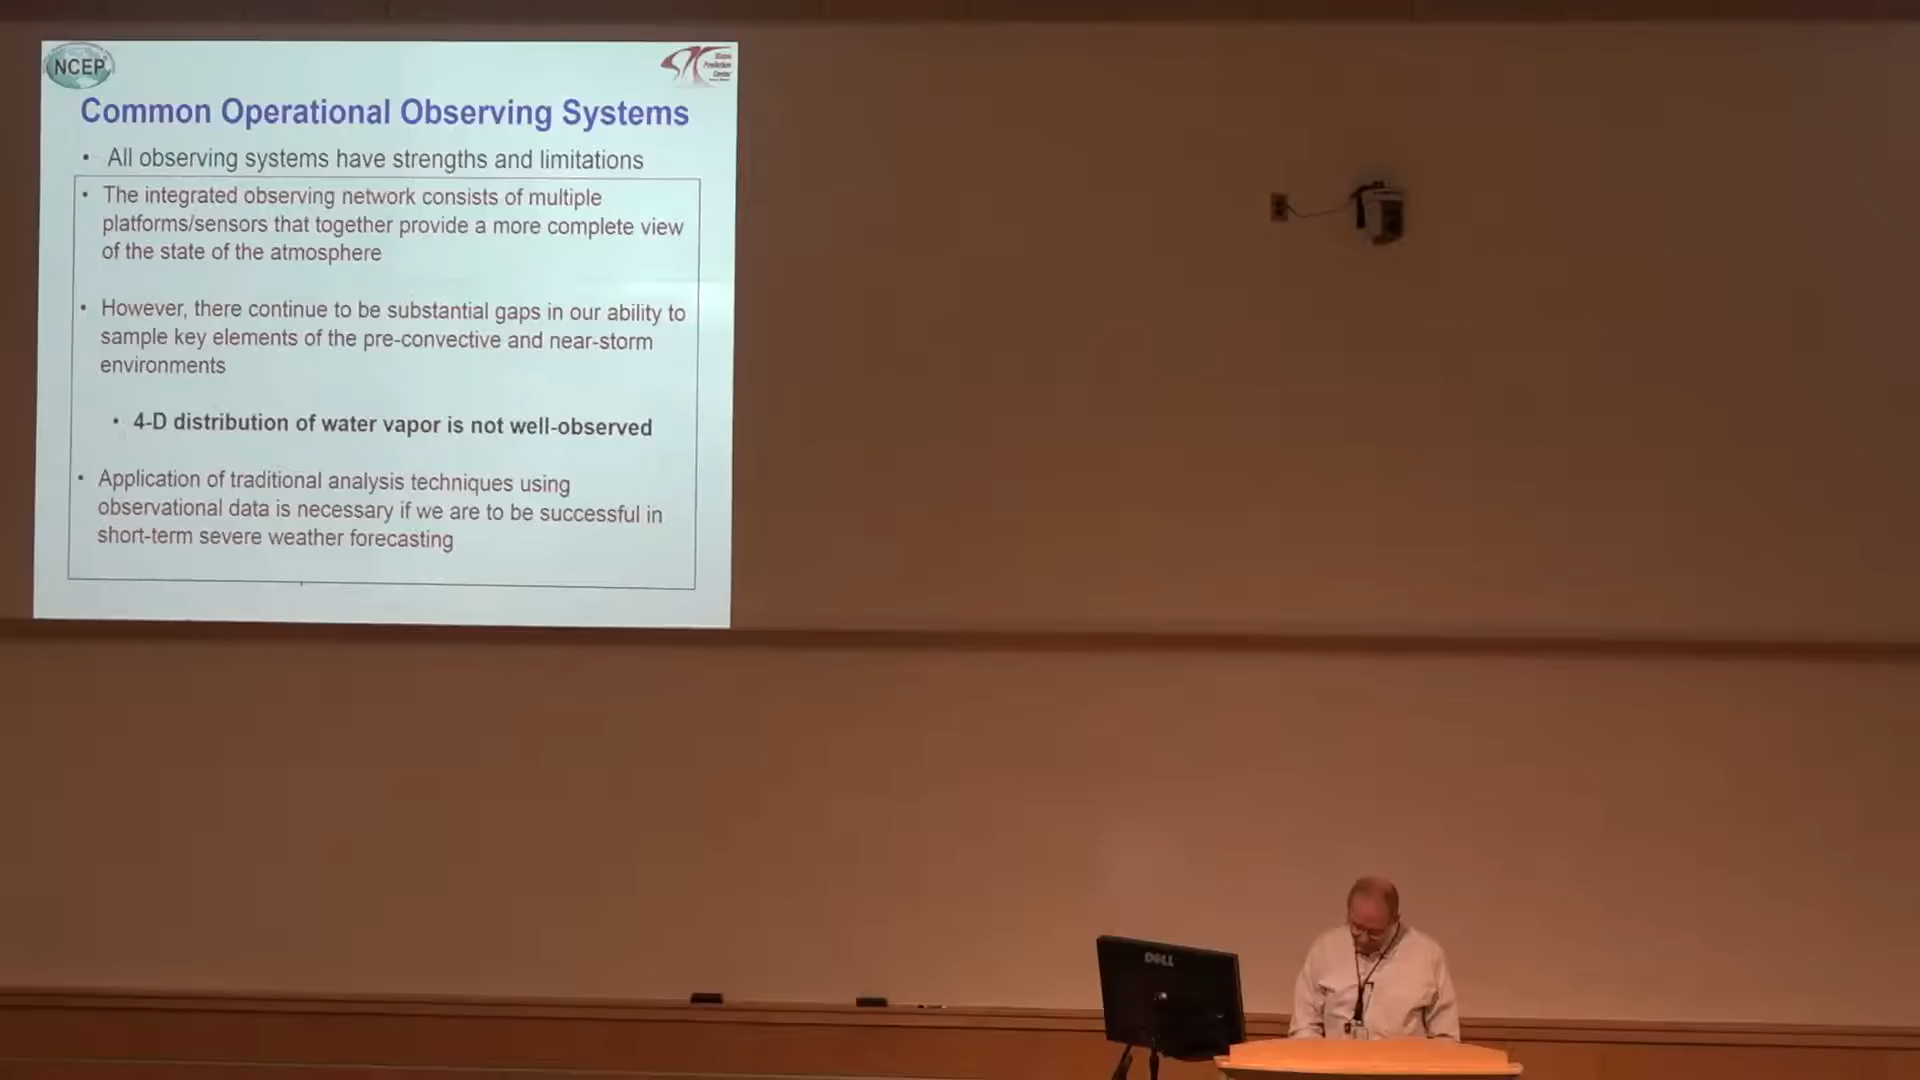 NCEP
Storm
Prediction
Center
Common Operational Observing Systems
• All observing systems have strengths and limitations
• The integrated observing network consists of multiple
platforms/sensors that together provide a more complete view
of the state of the atmosphere
• However, there continue to be substantial gaps in our ability to
sample key elements of the pre-convective and near-storm
environments
• 4-D distribution of water vapor is not well-observed
• Application of traditional analysis techniques using
observational data is necessary if we are to be successful in
short-term severe weather forecasting
DELL